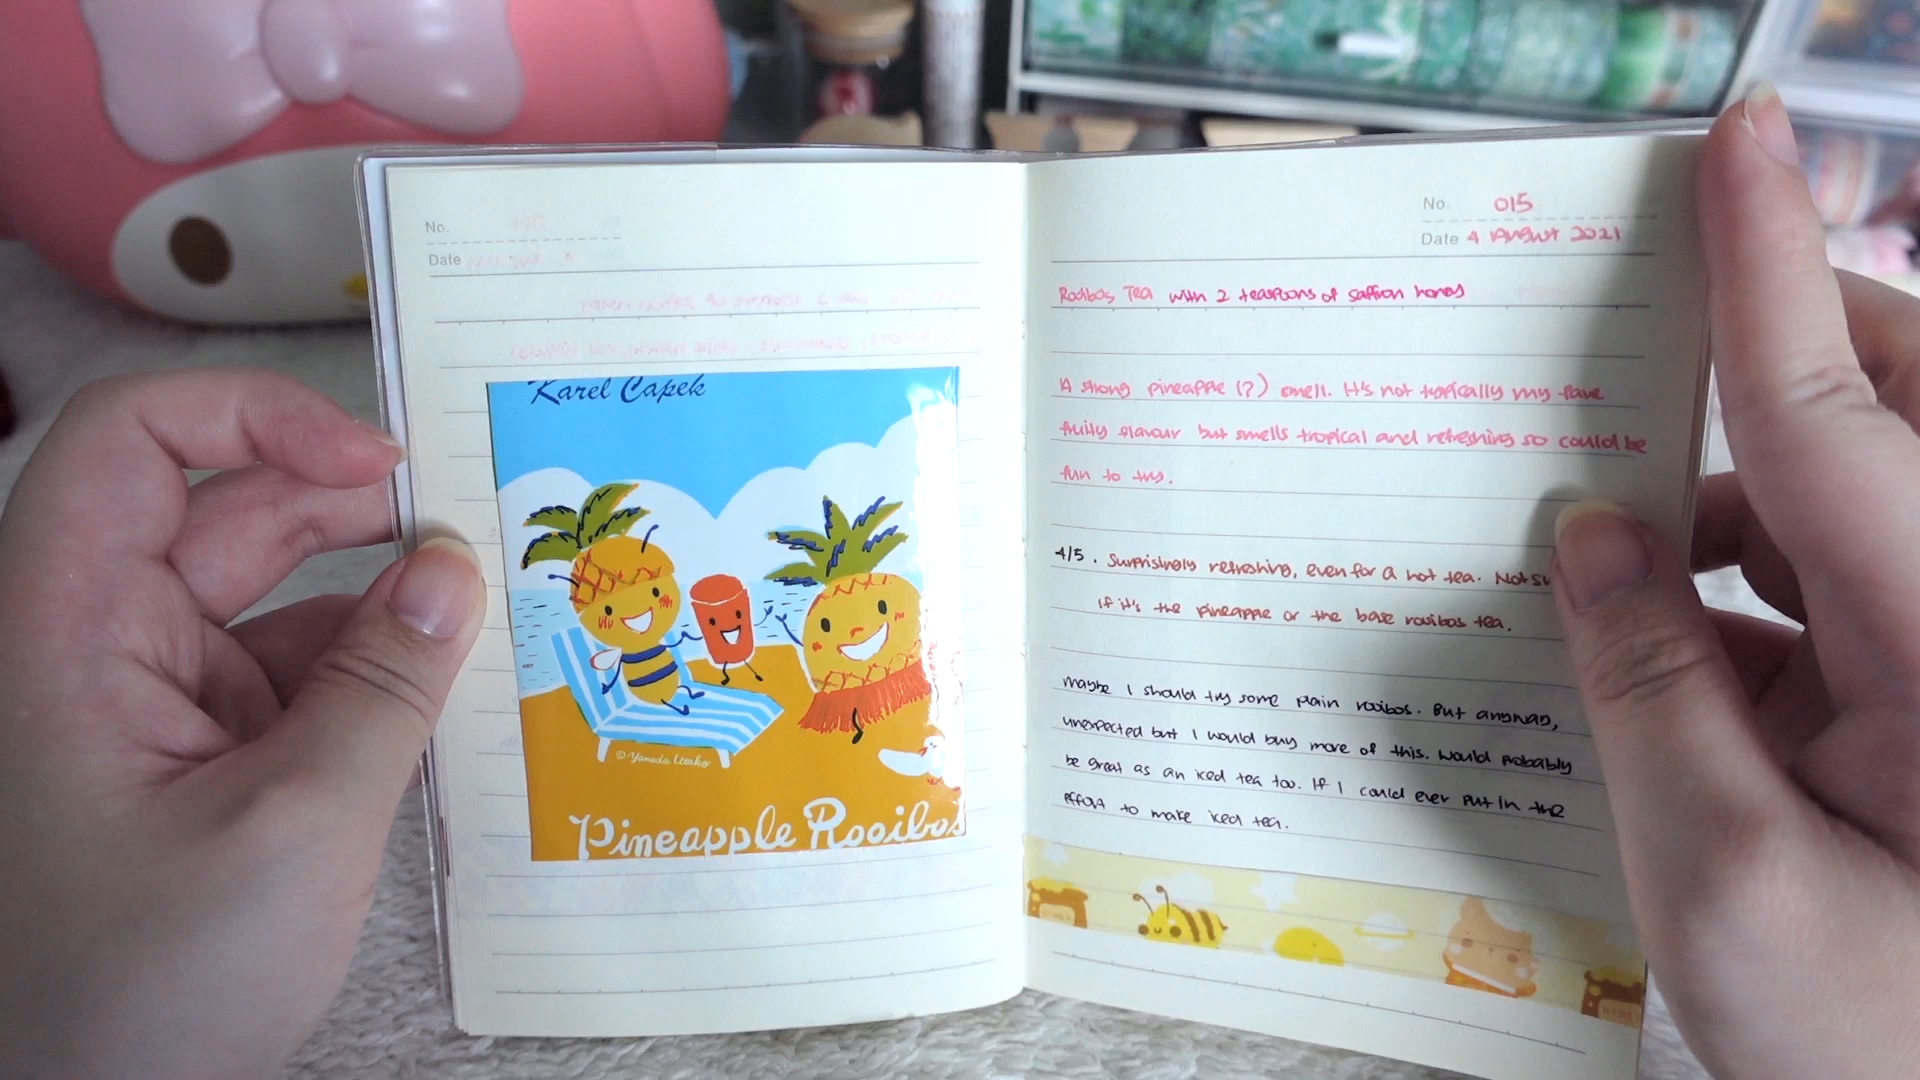 No.
Date
Karel Capek
© Yamada Utako
Pineapple Rooibos
No. 015
Date 4 August 2021
Rooibos Tea with 2 teaspoons of saffron honey
A strong pineapple (?) smell. It's not typically my fave
fruity flavour but smells tropical and refreshing so could be
fun to try.
4/5. Surprisingly refreshing, even for a hot tea. Not su
if it's the pineapple or the base rooibos tea.
maybe I should try some plain rooibos. But anyway,
unexpected but I would buy more of this. Would probably
be great as an iced tea too. If I could ever put in the
effort to make iced tea.